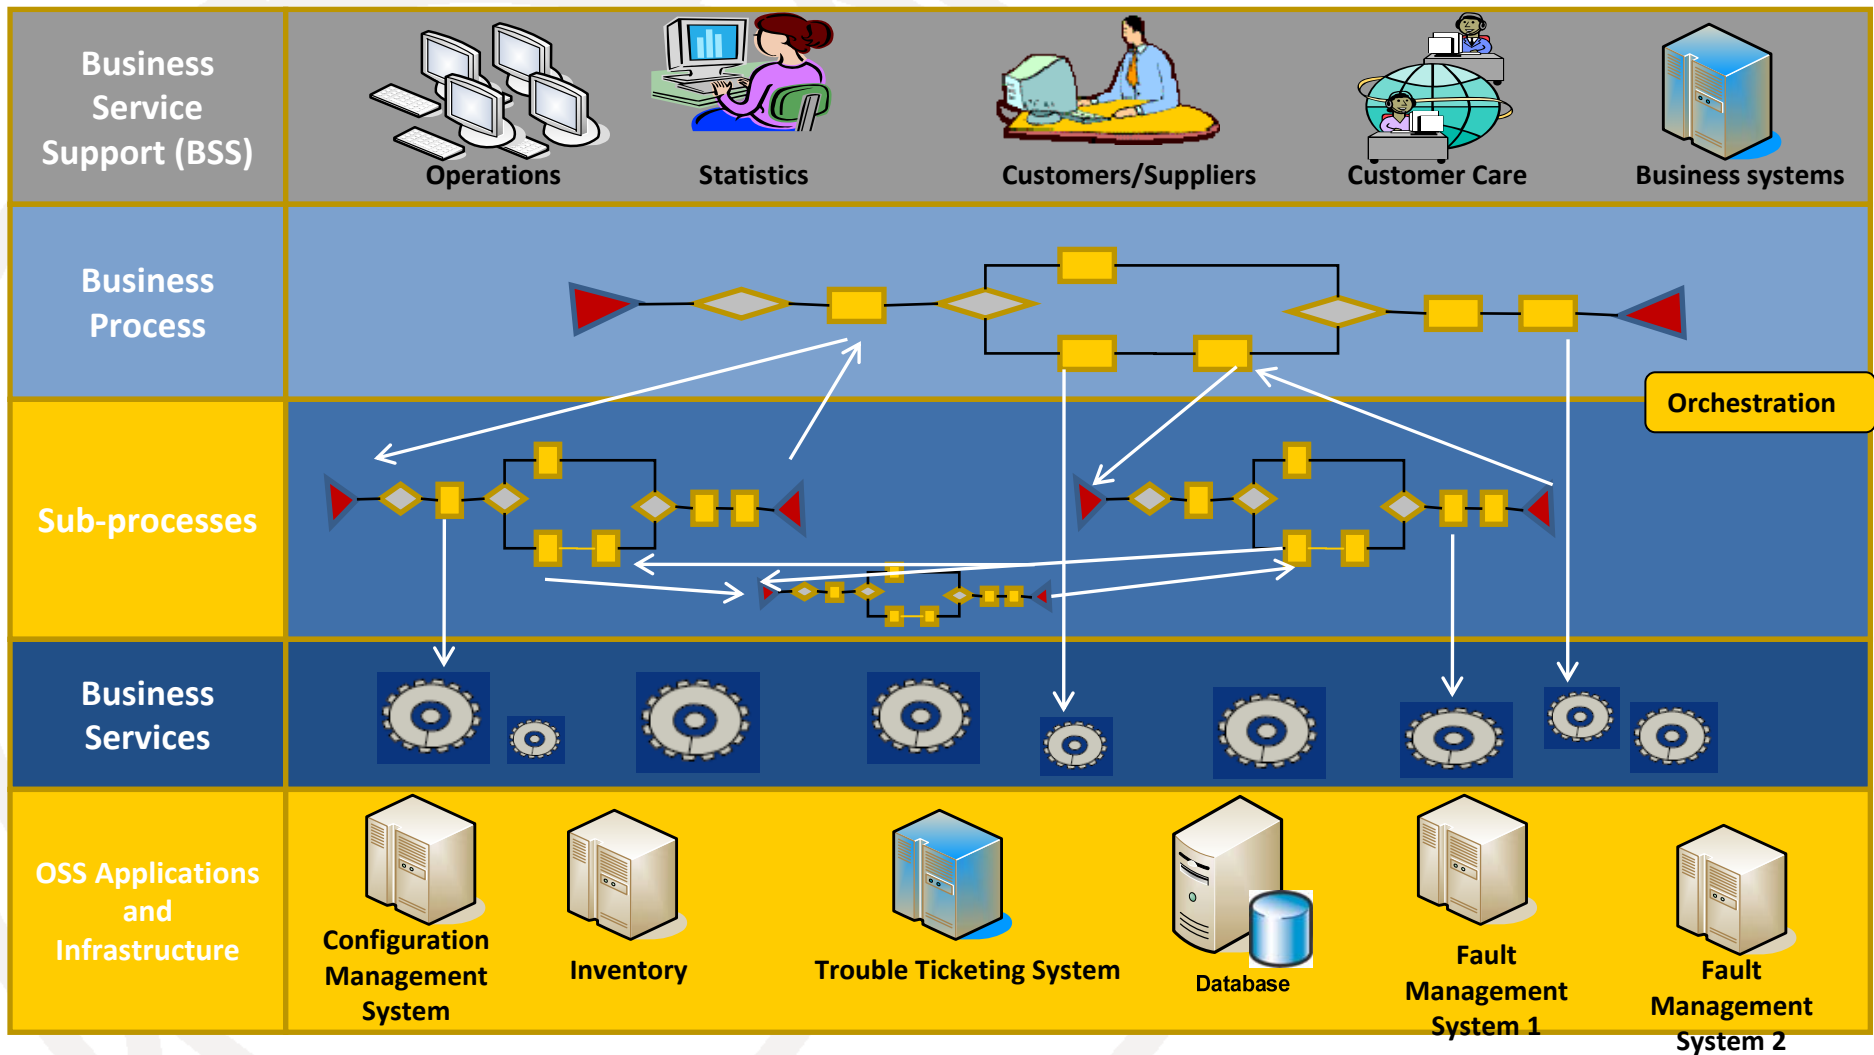 Business
Service
Support (BSS)
Operations
Statistics
Customers/Suppliers
Customer Care
Business systems
Business
Process
Orchestration
Sub-processes
Business
Services
OSS Applications
and
Infrastructure
Configuration
Management
System
Inventory
Trouble Ticketing System
Database
Fault
Management
System 1
Fault
Management
System 2